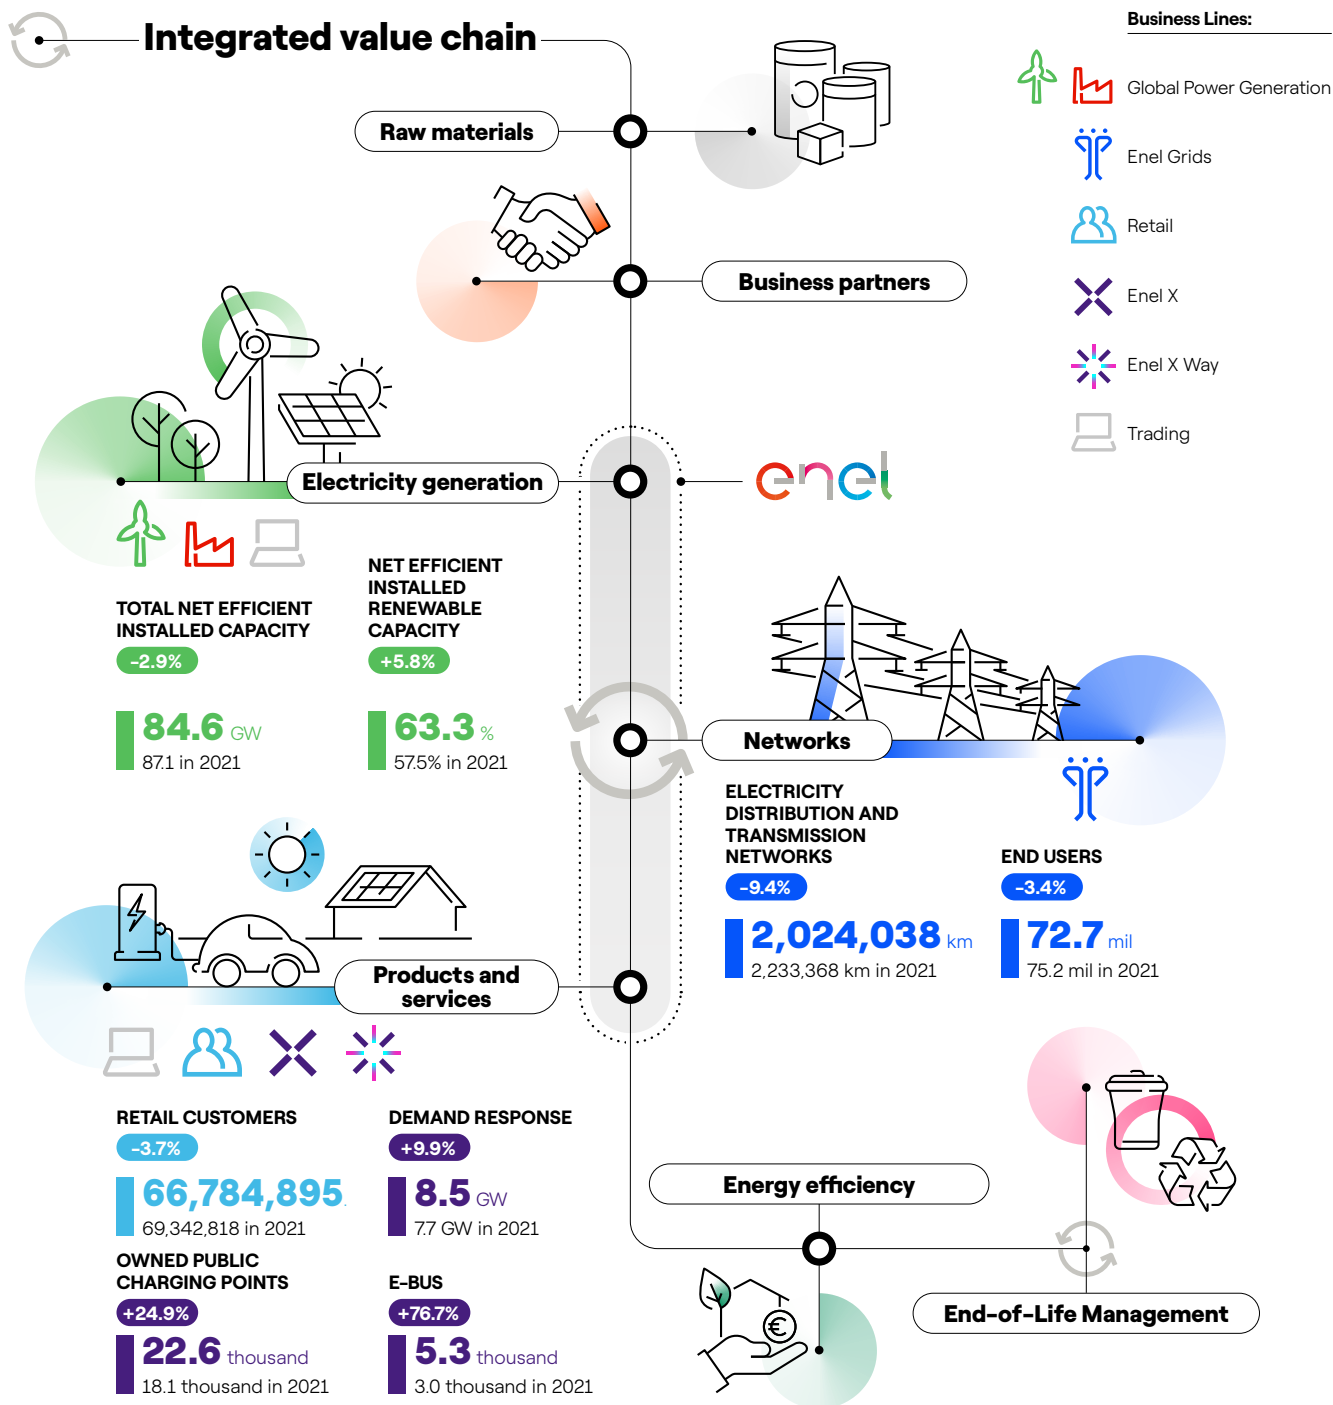 Integrated value chain
Business Lines:
Global Power Generation
Enel Grids
Retail
Enel X
Enel X Way
Trading
Raw materials
Business partners
Electricity generation
enel
TOTAL NET EFFICIENT
INSTALLED CAPACITY
-2.9%
84.6 GW
87.1 in 2021
NET EFFICIENT
INSTALLED
RENEWABLE
CAPACITY
+5.8%
63.3 %
57.5% in 2021
Networks
ELECTRICITY
DISTRIBUTION AND
TRANSMISSION
NETWORKS
-9.4%
2,024,038 km
2,233,368 km in 2021
END USERS
-3.4%
72.7 mil
75.2 mil in 2021
Products and
services
RETAIL CUSTOMERS
-3.7%
66,784,895
69,342,818 in 2021
DEMAND RESPONSE
+9.9%
8.5 GW
7.7 GW in 2021
OWNED PUBLIC
CHARGING POINTS
+24.9%
22.6 thousand
18.1 thousand in 2021
E-BUS
+76.7%
5.3 thousand
3.0 thousand in 2021
Energy efficiency
€
End-of-Life Management